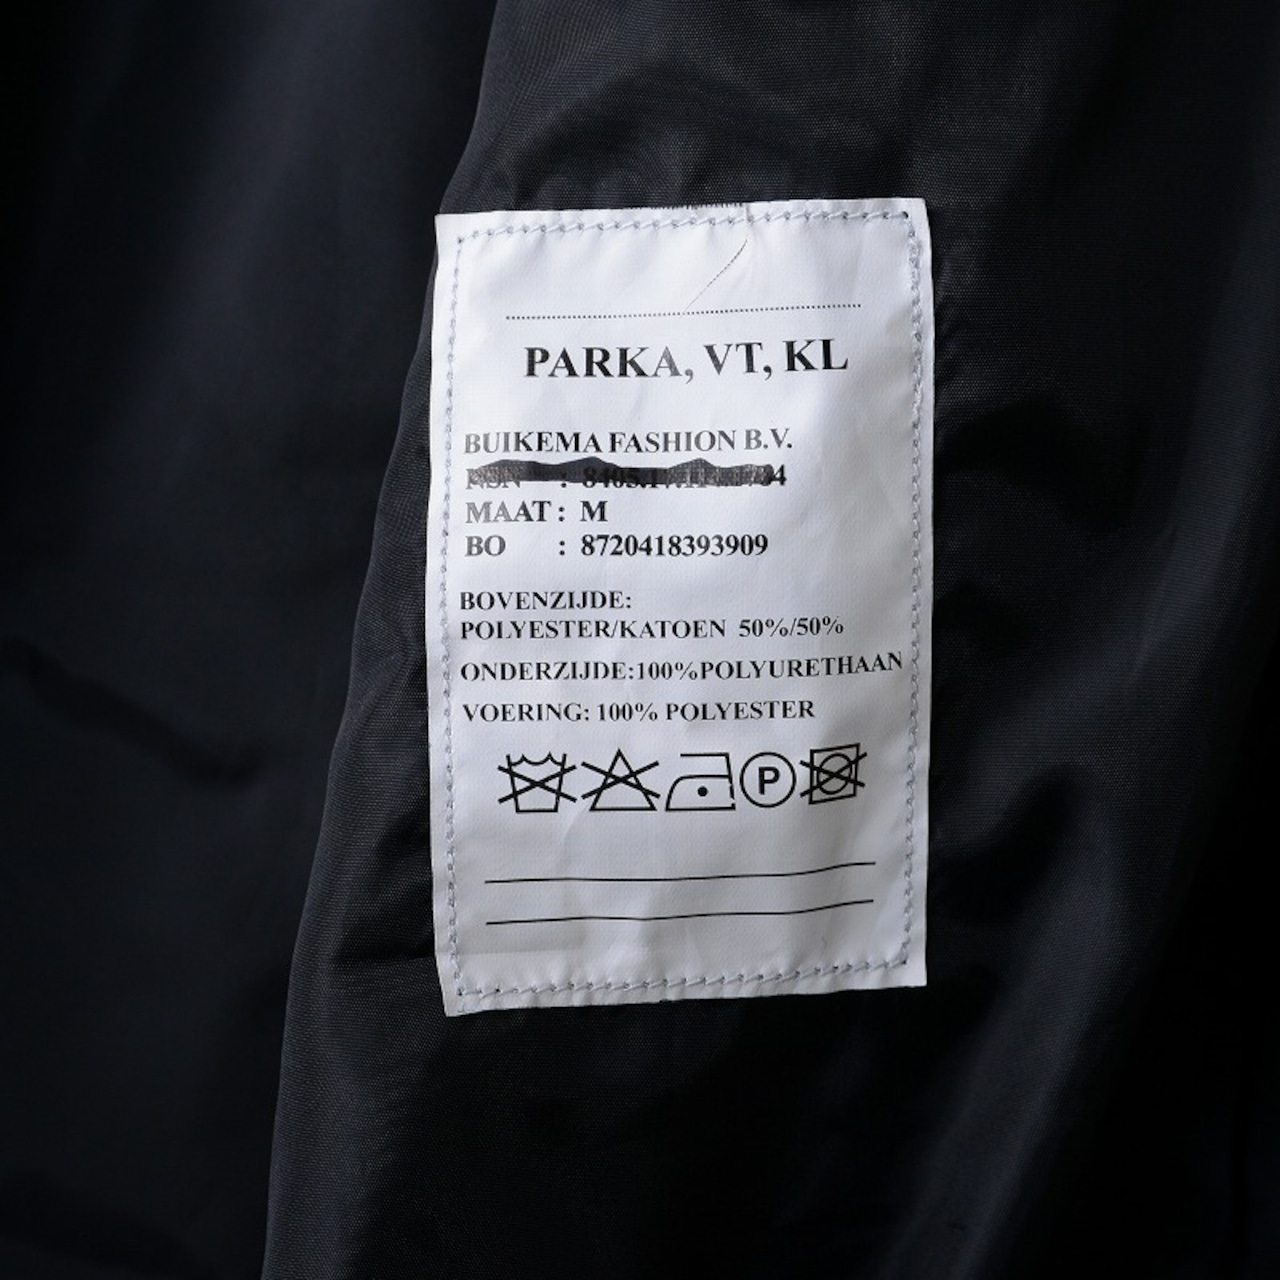 PARKA, VT, KL
BUIKEMA FASHION B.V.
NSN :
MAAT : M
BO : 8720418393909
BOVENZIJDE:
POLYESTER/KATOEN 50%/50%
ONDERZIJDE:100%POLYURETHAAN
VOERING: 100% POLYESTER
P